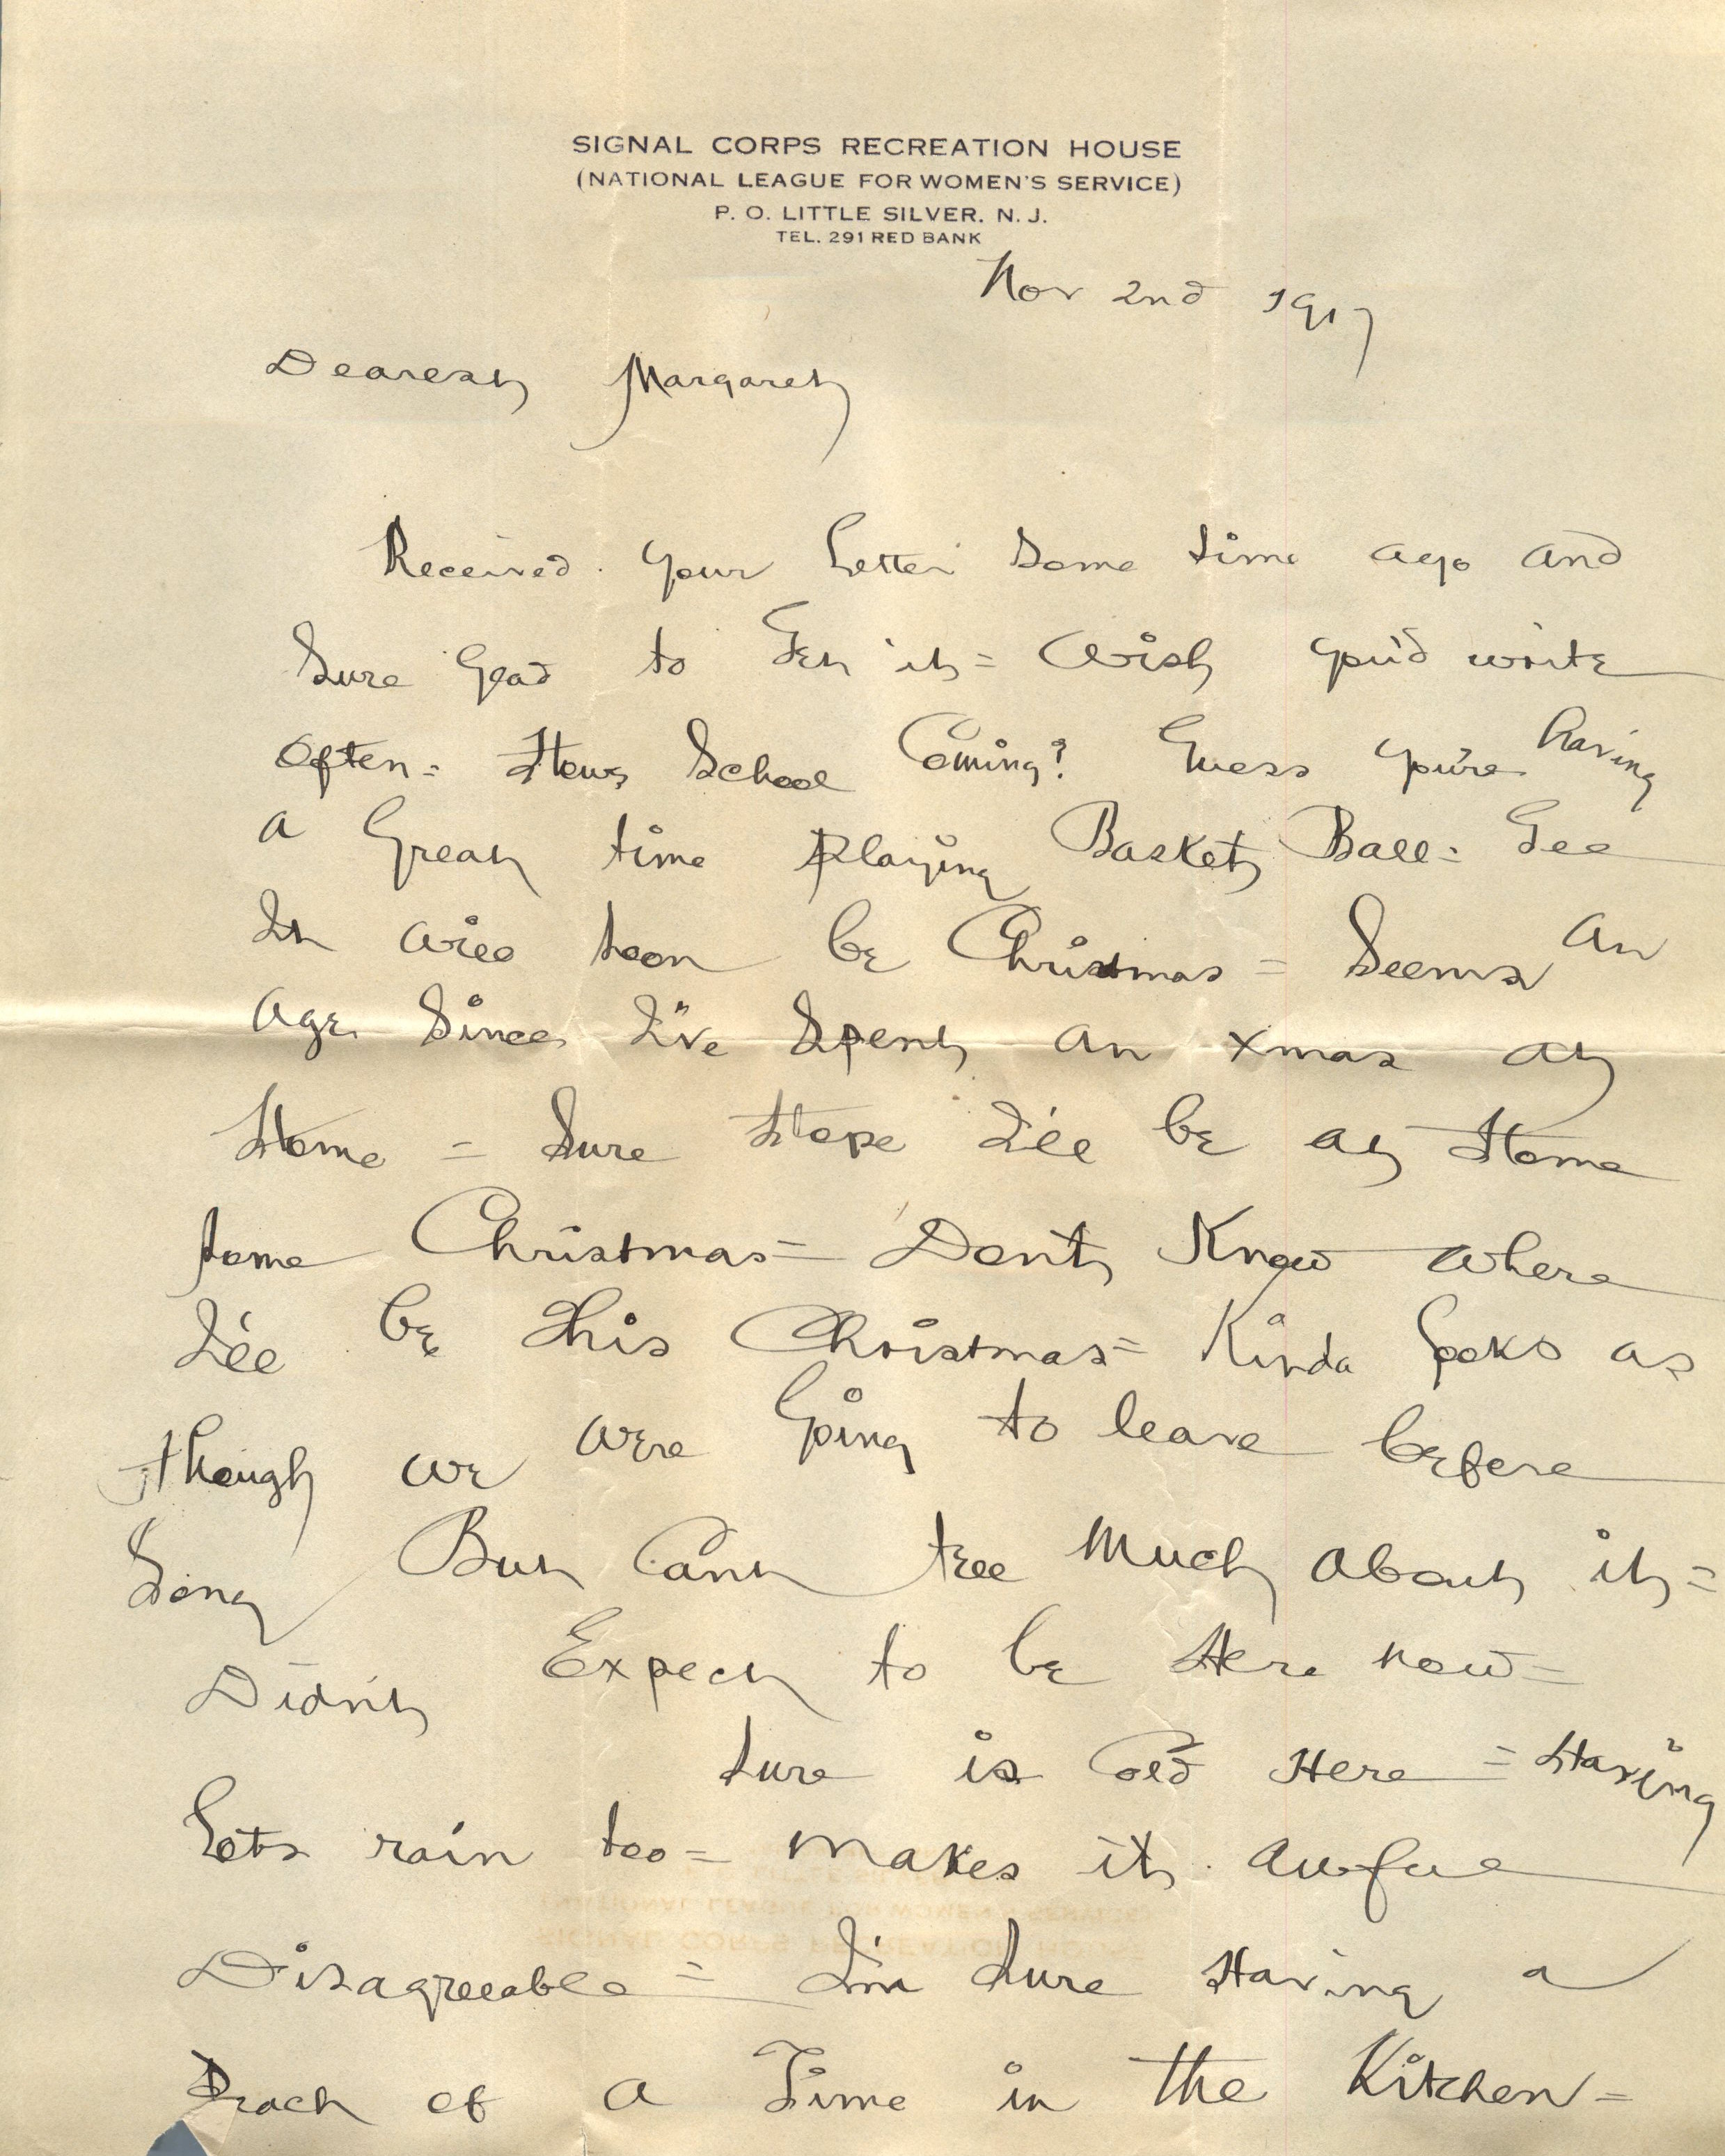 SIGNAL CORPS RECREATION HOUSE
(NATIONAL LEAGUE FOR WOMEN'S SERVICE)
P. O. LITTLE SILVER, N. J.
TEL. 291 RED BANK
Nov 2nd 1917
Dearest Margaret
Received your Letter Some time ago and
Sure Glad to Get it = Wish you'd write
often = Hows School Coming? Guess you're having
a Great time Playing Basket Ball = Gee
It will soon be Christmas = Seems an
age Since I've Spent an xmas at
Home = Sure Hope I'll be at Home
some Christmas = Don't Know where
I'll be this Christmas = Kinda Looks as
though we were Going to leave before
Long But Can't tell Much About it =
Didn't Expect to be Here now =
Sure is Cold Here = Having
Lots rain too = Makes it awful
Disagreeable = I'm Sure Having a
of a Time in the Kitchen =